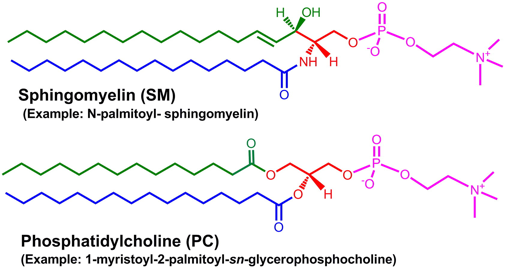 H OH
O
O P O
-O
N+
NH H
O
Sphingomyelin (SM)
(Example: N-palmitoyl- sphingomyelin)
O
O
O
O P O
-O
N+
O H
O
Phosphatidylcholine (PC)
(Example: 1-myristoyl-2-palmitoyl-sn-glycerophosphocholine)